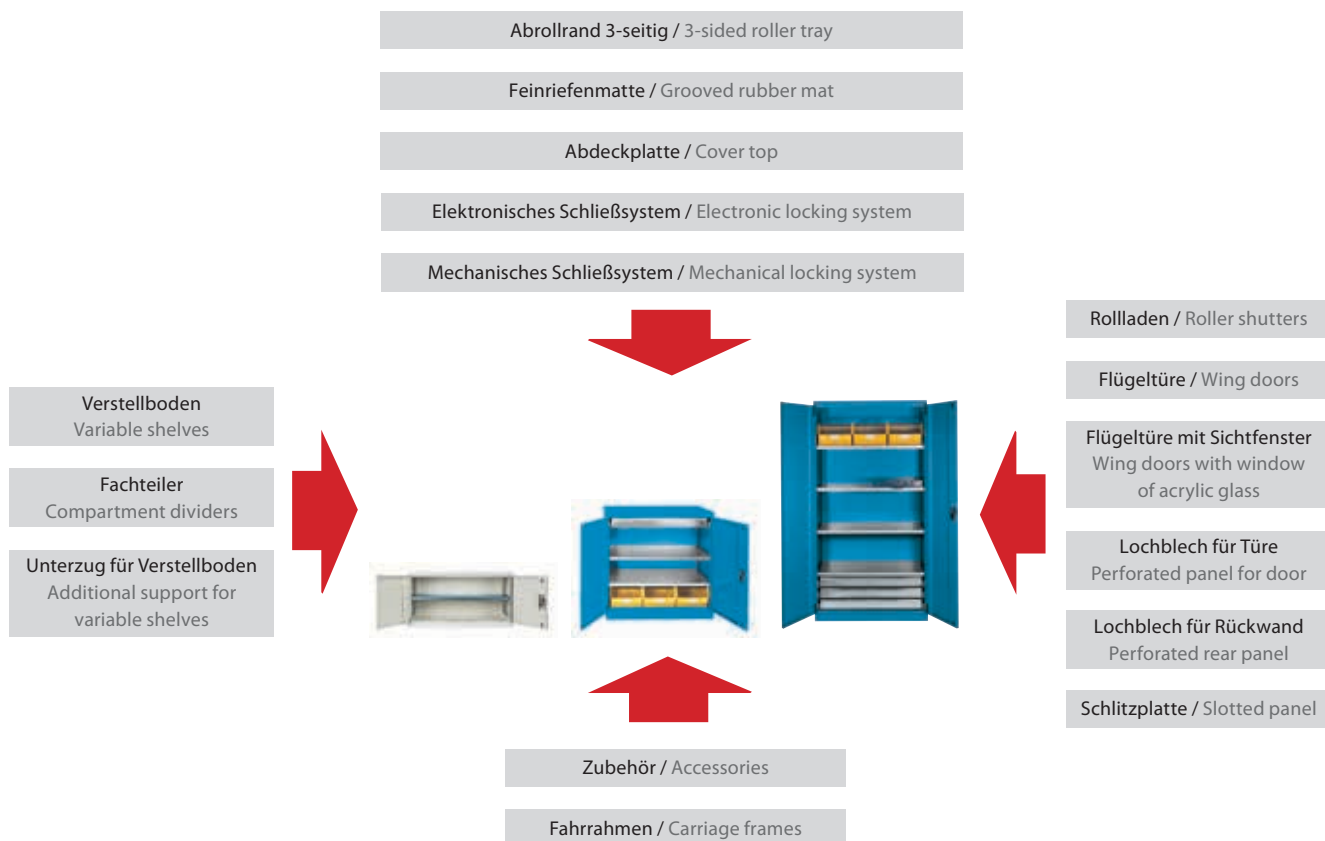 Abrollrand 3-seitig / 3-sided roller tray
Feinriefenmatte / Grooved rubber mat
Abdeckplatte / Cover top
Elektronisches Schließsystem / Electronic locking system
Mechanisches Schließsystem / Mechanical locking system
Verstellboden
Variable shelves
Fachteiler
Compartment dividers
Unterzug für Verstellboden
Additional support for
variable shelves
Rollladen / Roller shutters
Flügeltüre / Wing doors
Flügeltüre mit Sichtfenster
Wing doors with window
of acrylic glass
Lochblech für Türe
Perforated panel for door
Lochblech für Rückwand
Perforated rear panel
Schlitzplatte / Slotted panel
Zubehör / Accessories
Fahrrahmen / Carriage frames